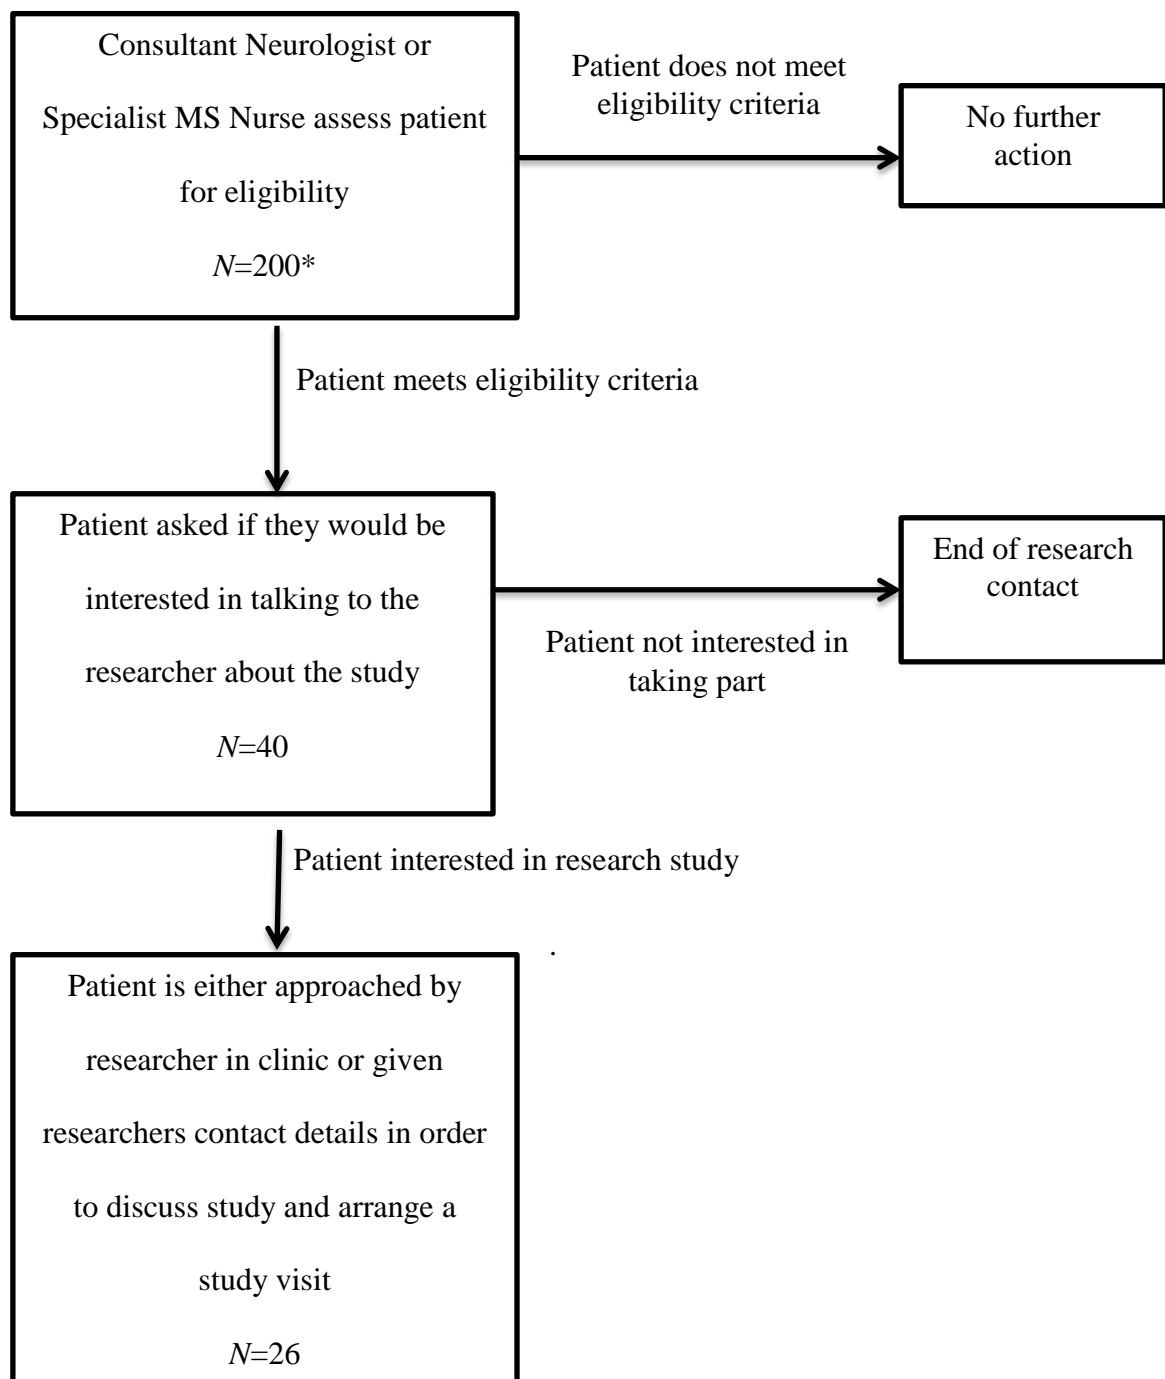 Consultant Neurologist or
Specialist MS Nurse assess patient
for eligibility
N=200*
Patient does not meet
eligibility criteria
No further
action
Patient meets eligibility criteria
Patient asked if they would be
interested in talking to the
researcher about the study
N=40
Patient not interested in
taking part
End of research
contact
Patient interested in research study
.
Patient is either approached by
researcher in clinic or given
researchers contact details in order
to discuss study and arrange a
study visit
N=26